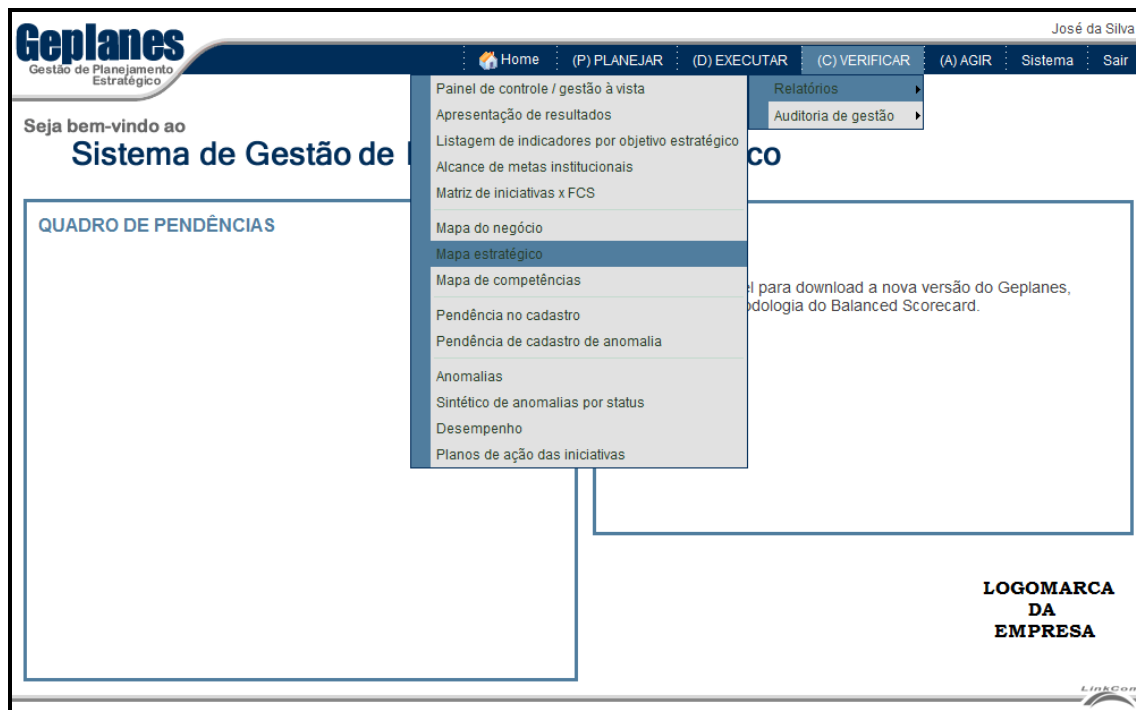 José da Silva
Geplanes
Gestão de Planejamento
Estratégico
Home (P) PLANEJAR (D) EXECUTAR (C) VERIFICAR (A) AGIR Sistema Sair
Relatórios
Auditoria de gestão
Painel de controle / gestão à vista
Apresentação de resultados
Listagem de indicadores por objetivo estratégico
Alcance de metas institucionais
Matriz de iniciativas x FCS
Mapa do negócio
Mapa estratégico
Mapa de competências
Pendência no cadastro
Pendência de cadastro de anomalia
Anomalias
Sintético de anomalias por status
Desempenho
Planos de ação das iniciativas
Seja bem-vindo ao
Sistema de Gestão de
QUADRO DE PENDÊNCIAS
para download a nova versão do Geplanes,
do Balanced Scorecard.
LOGOMARCA
DA
EMPRESA
LinkCom